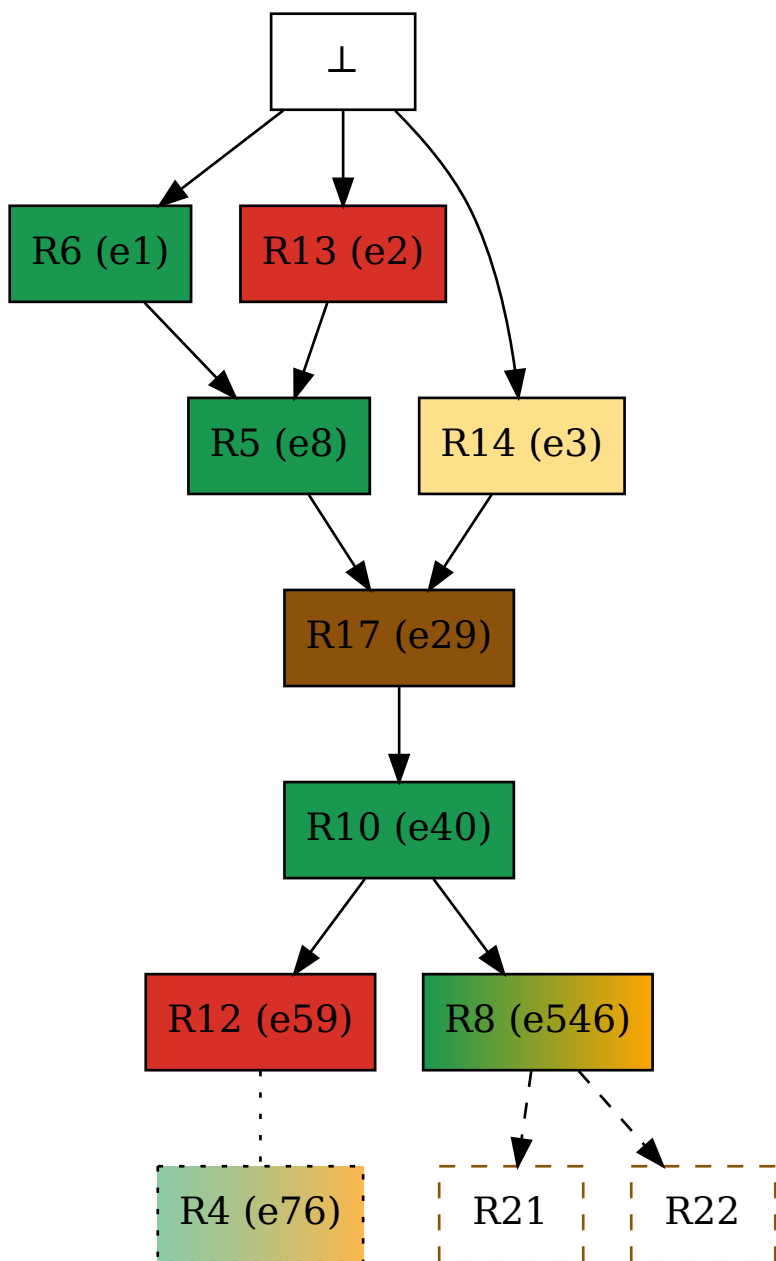 ⊥
R6 (e1)
R13 (e2)
R5 (e8)
R14 (e3)
R17 (e29)
R10 (e40)
R12 (e59)
R8 (e546)
R4 (e76)
R21
R22